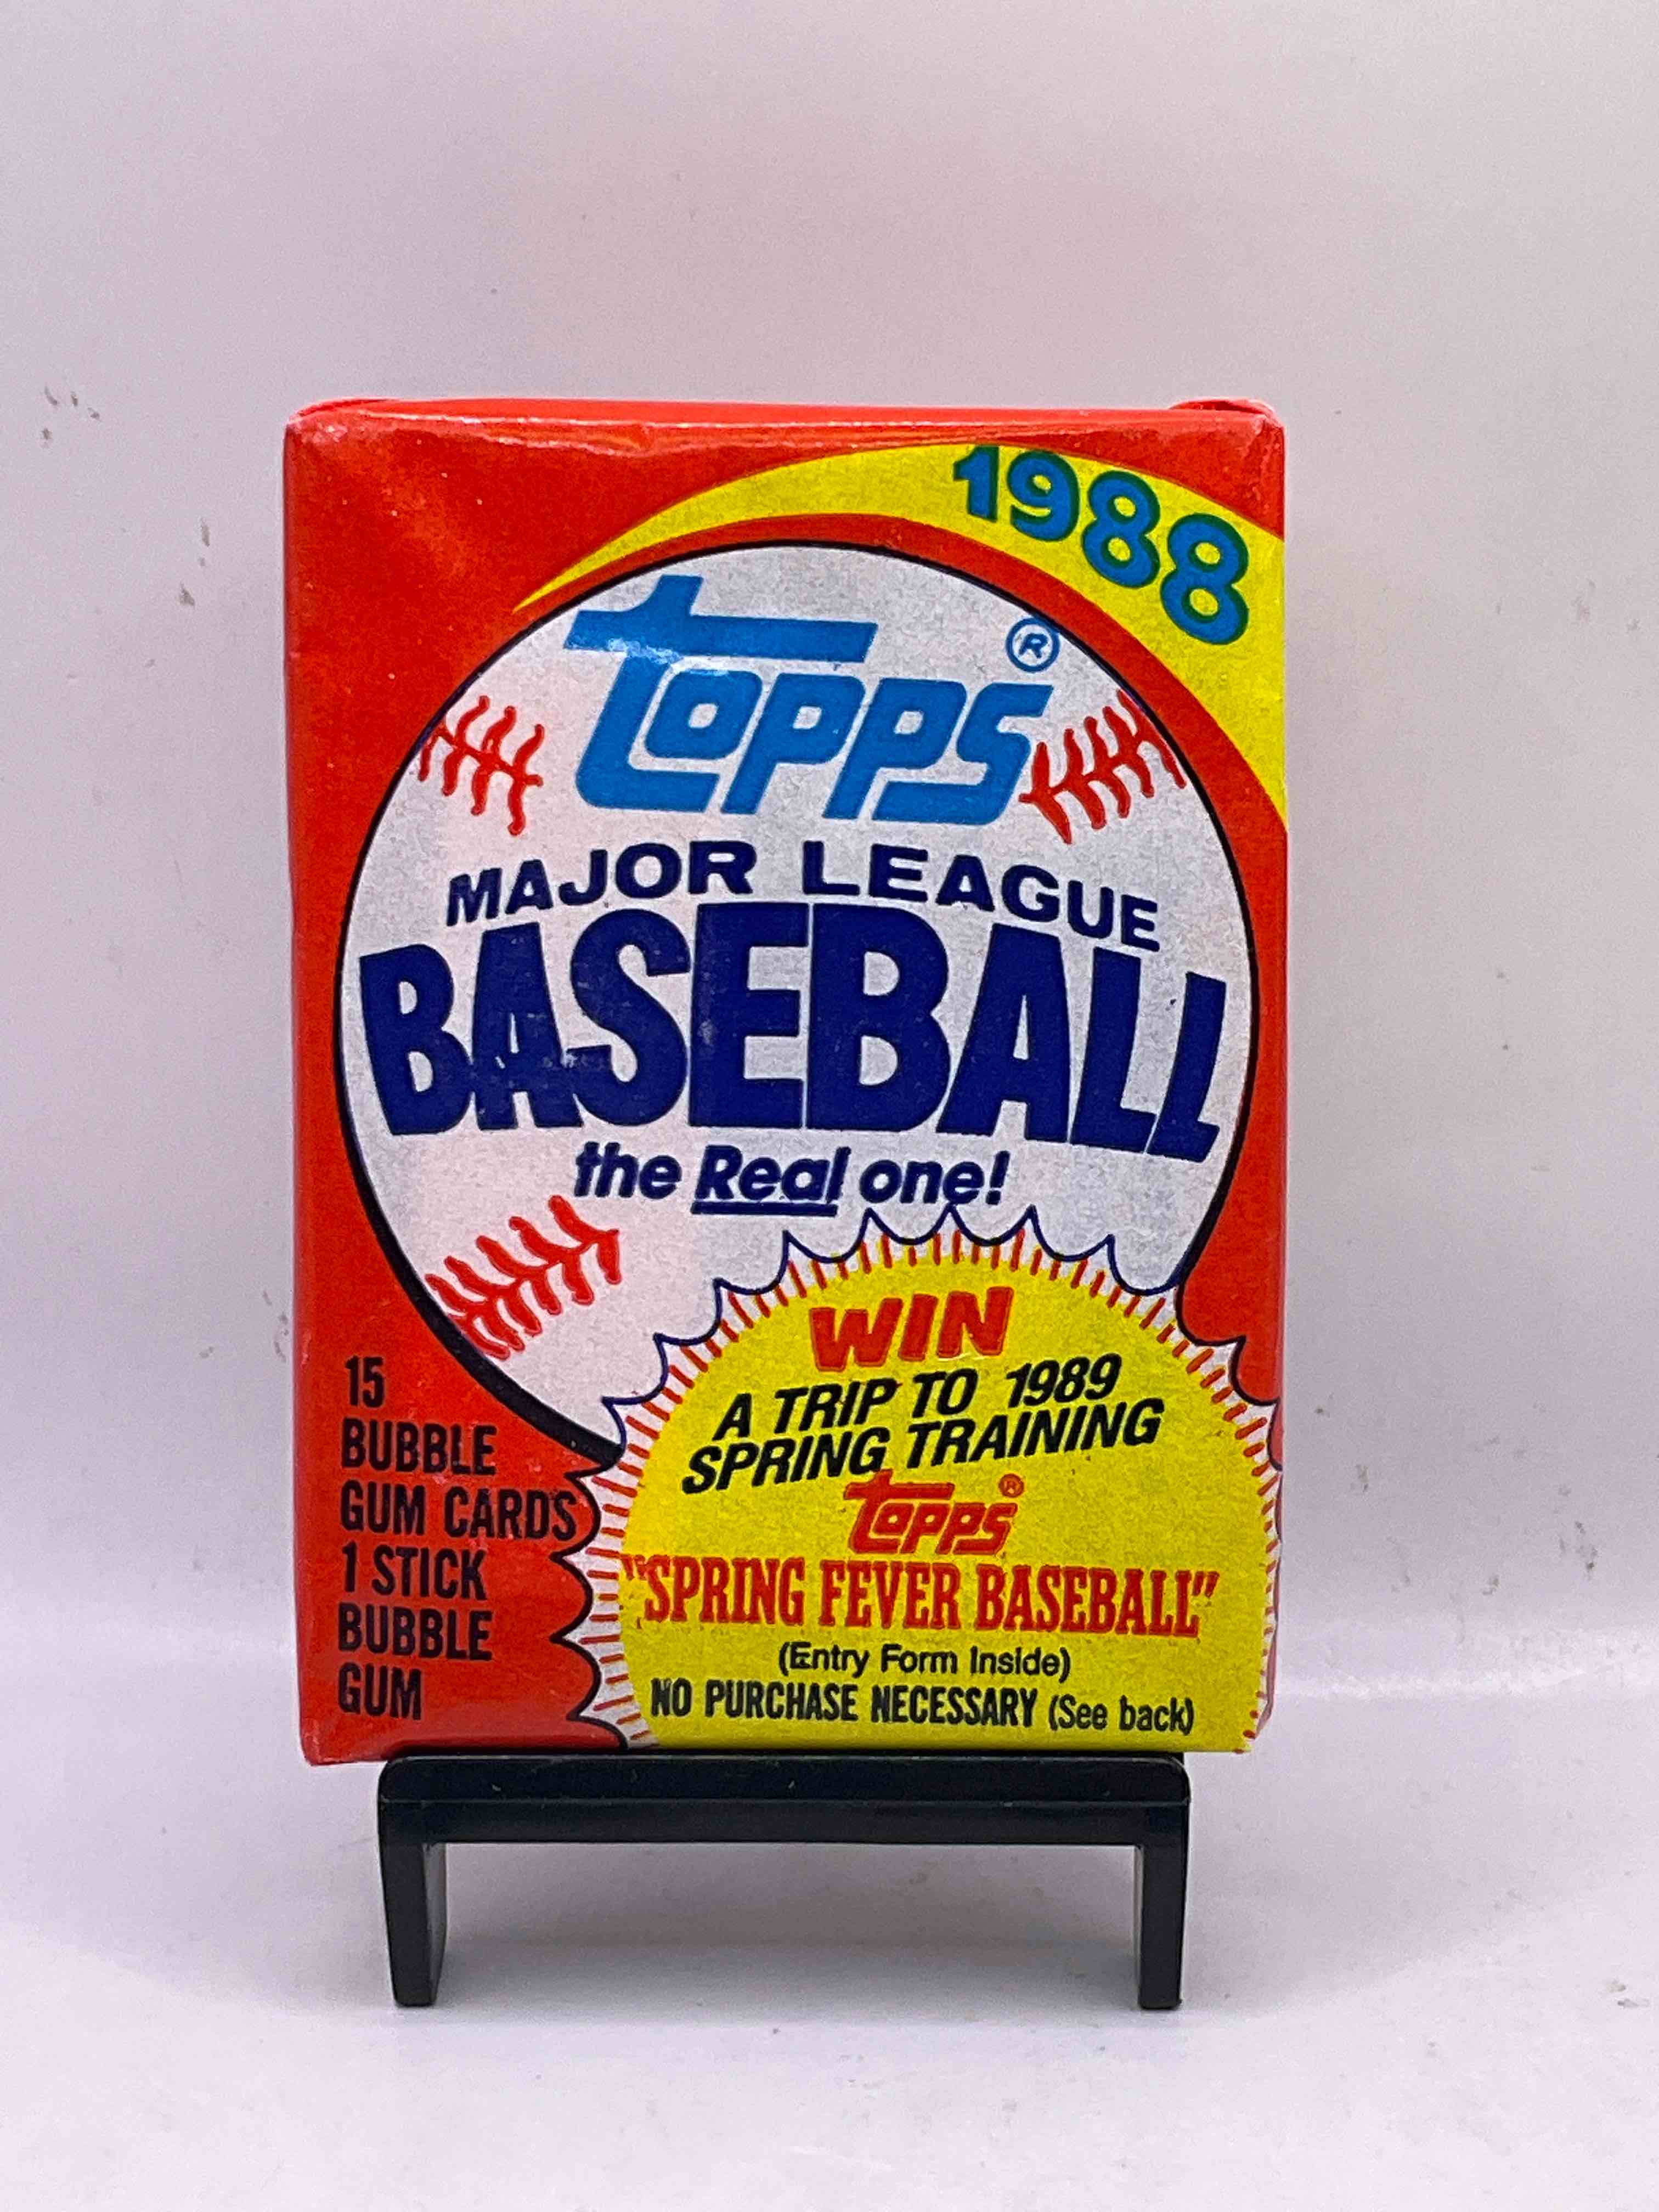 1988
Topps®
MAJOR LEAGUE
BASEBALL
the Real one!
15
BUBBLE
GUM CARDS
1 STICK
BUBBLE
GUM
WIN
A TRIP TO 1989
SPRING TRAINING
Topps®
"SPRING FEVER BASEBALL"
(Entry Form Inside)
NO PURCHASE NECESSARY (See back)